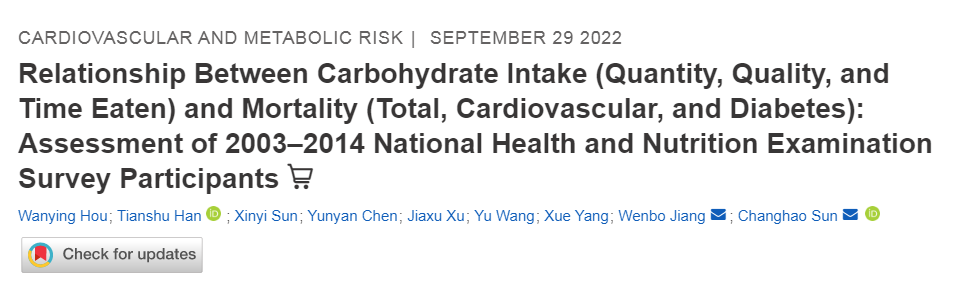 CARDIOVASCULAR AND METABOLIC RISK | SEPTEMBER 29 2022
Relationship Between Carbohydrate Intake (Quantity, Quality, and
Time Eaten) and Mortality (Total, Cardiovascular, and Diabetes):
Assessment of 2003–2014 National Health and Nutrition Examination
Survey Participants
Wanying Hou; Tianshu Han iD ; Xinyi Sun; Yunyan Chen; Jiaxu Xu; Yu Wang; Xue Yang; Wenbo Jiang ; Changhao Sun iD
Check for updates